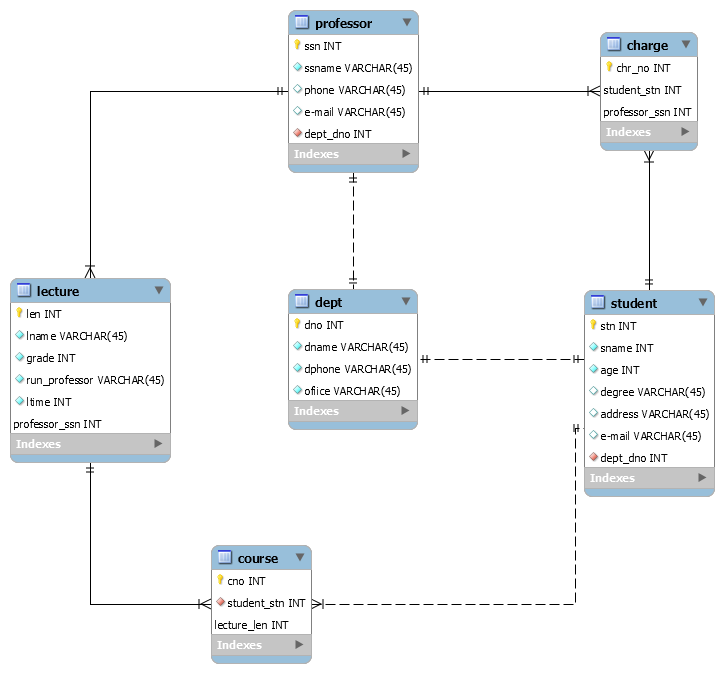 professor
ssn INT
ssname VARCHAR(45)
phone VARCHAR(45)
e-mail VARCHAR(45)
dept_dno INT
Indexes
charge
chr_no INT
student_stn INT
professor_ssn INT
Indexes
lecture
len INT
lname VARCHAR(45)
grade INT
run_professor VARCHAR(45)
ltime INT
professor_ssn INT
Indexes
dept
dno INT
dname VARCHAR(45)
dphone VARCHAR(45)
ofiice VARCHAR(45)
Indexes
student
stn INT
sname INT
age INT
degree VARCHAR(45)
address VARCHAR(45)
e-mail VARCHAR(45)
dept_dno INT
Indexes
course
cno INT
student_stn INT
lecture_len INT
Indexes